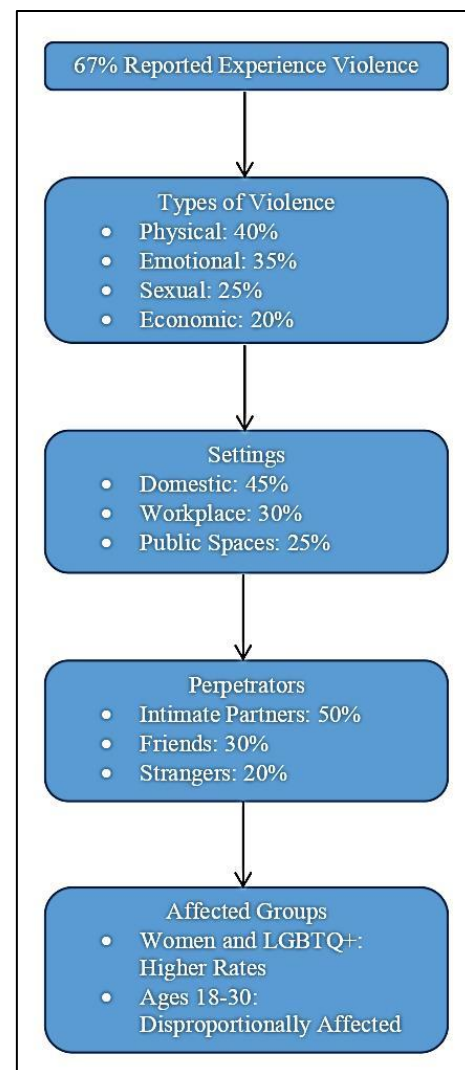 67% Reported Experience Violence
Types of Violence
• Physical: 40%
• Emotional: 35%
• Sexual: 25%
• Economic: 20%
Settings
• Domestic: 45%
• Workplace: 30%
• Public Spaces: 25%
Perpetrators
• Intimate Partners: 50%
• Friends: 30%
• Strangers: 20%
Affected Groups
• Women and LGBTQ+:
Higher Rates
• Ages 18-30:
Disproportionally Affected